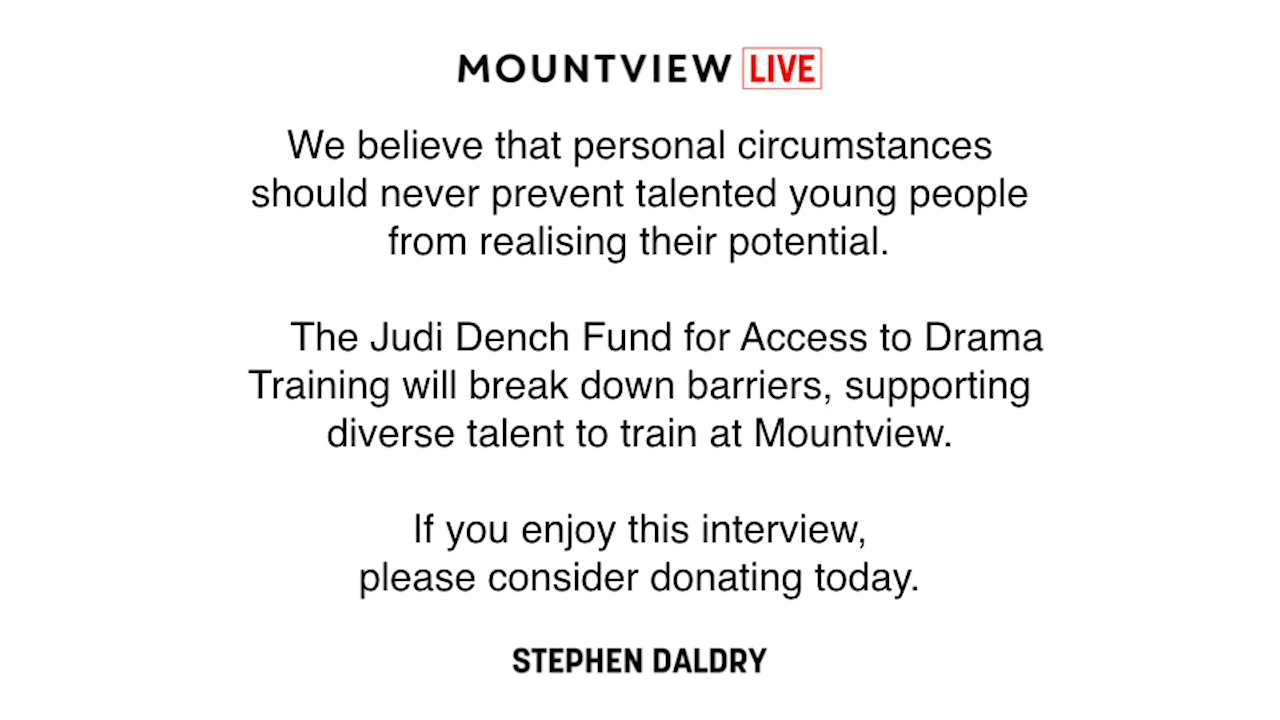 MOUNTVIEW LIVE
We believe that personal circumstances
should never prevent talented young people
from realising their potential.
The Judi Dench Fund for Access to Drama
Training will break down barriers, supporting
diverse talent to train at Mountview.
If you enjoy this interview,
please consider donating today.
STEPHEN DALDRY